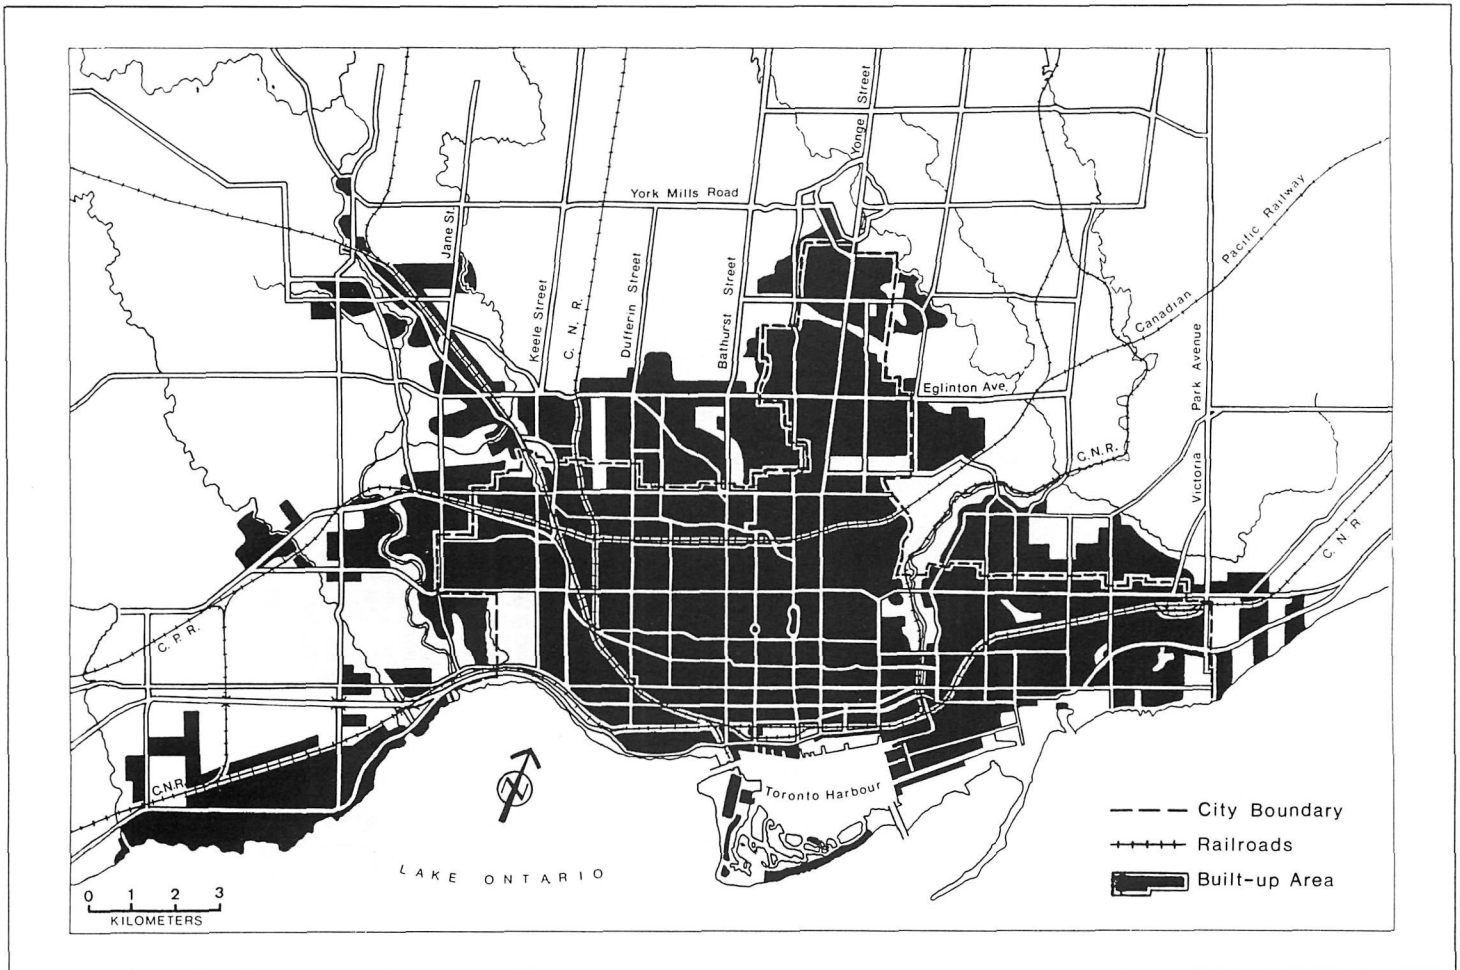 Yonge Street
York Mills Road
Jane St.
Keele Street
C. N. R.
Dufferin Street
Bathurst Street
Pacific Railway
Canadian
Eglinton Ave.
Park Avenue
Victoria
C.N.R.
C. N. R
C. P. R.
C.N.R.
Toronto Harbour
N
LAKE ONTARIO
City Boundary
Railroads
Built-up Area
0 1 2 3
KILOMETERS